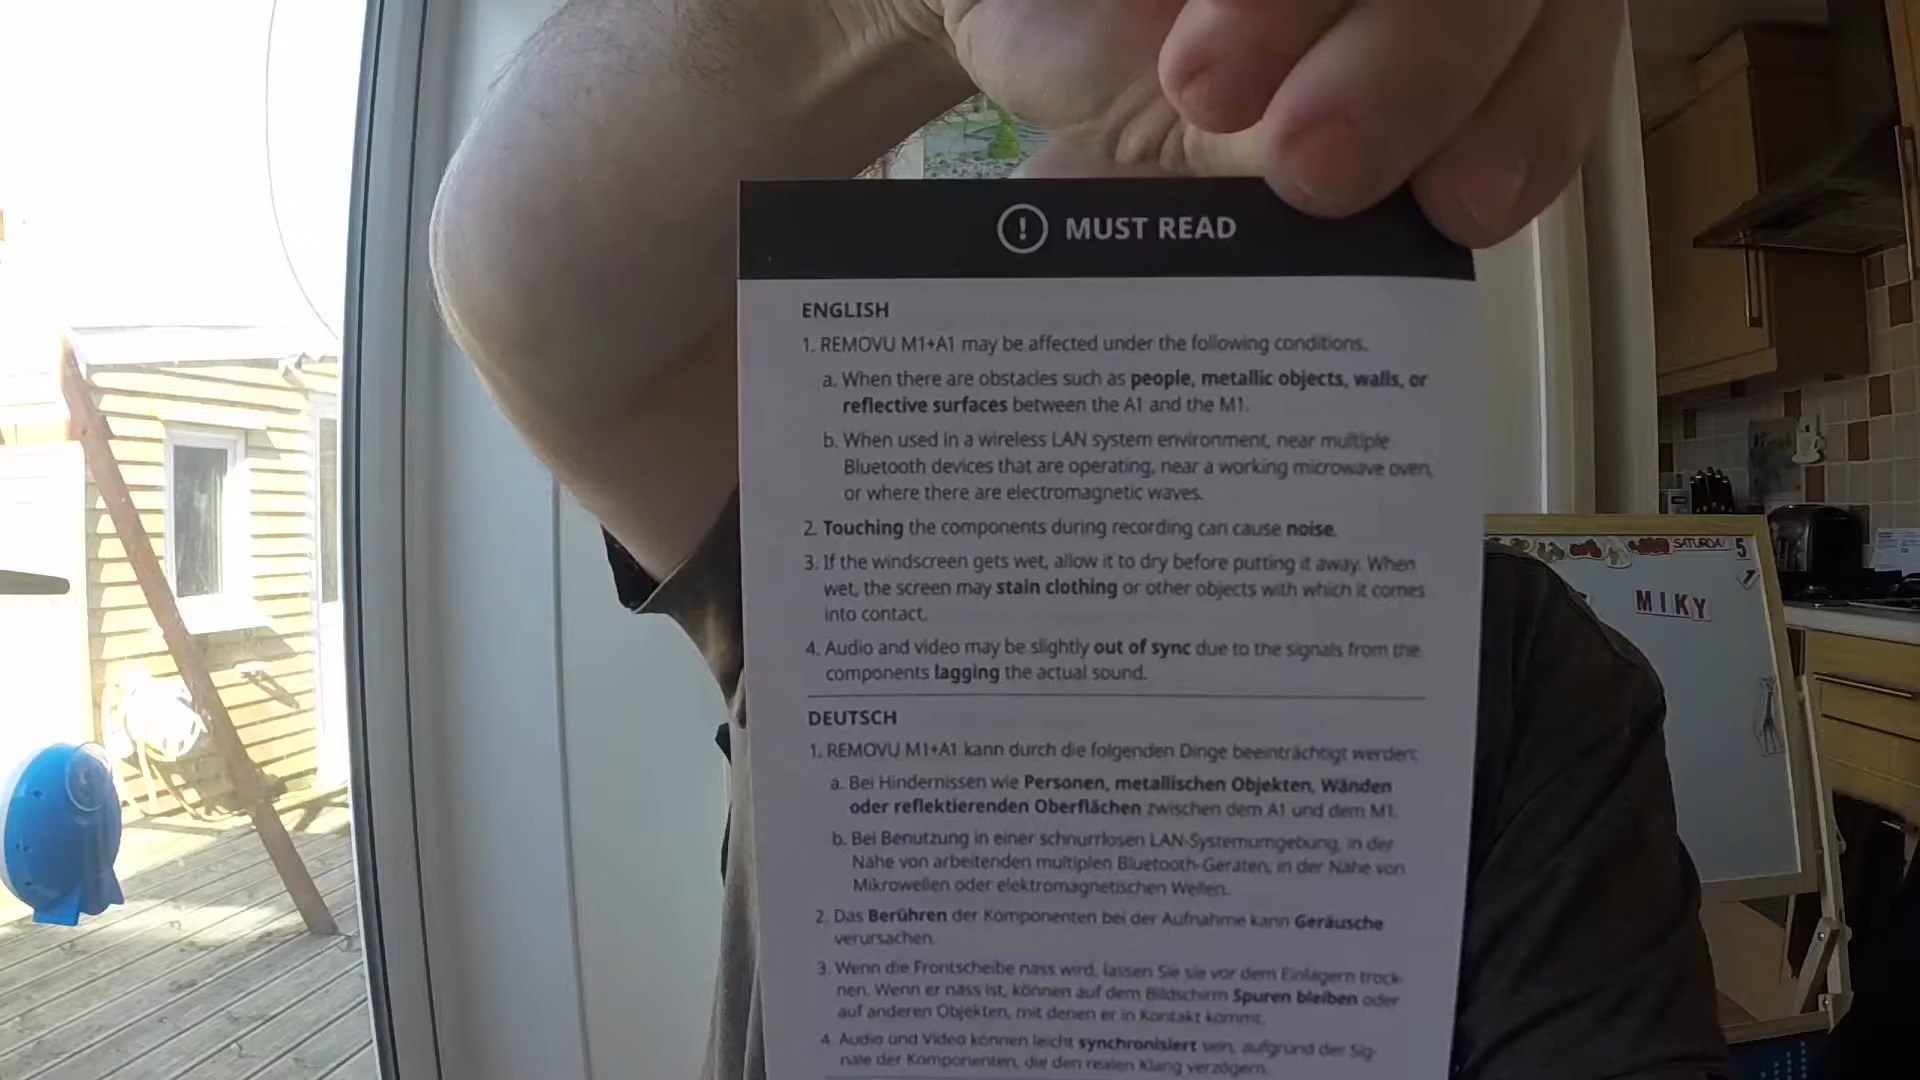 ! MUST READ
ENGLISH
1. REMOVU M1+A1 may be affected under the following conditions.
a. When there are obstacles such as people, metallic objects, walls, or
reflective surfaces between the A1 and the M1.
b. When used in a wireless LAN system environment, near multiple
Bluetooth devices that are operating, near a working microwave oven,
or where there are electromagnetic waves.
2. Touching the components during recording can cause noise.
3. If the windscreen gets wet, allow it to dry before putting it away. When
wet, the screen may stain clothing or other objects with which it comes
into contact.
4. Audio and video may be slightly out of sync due to the signals from the
components lagging the actual sound.
DEUTSCH
1. REMOVU M1+A1 kann durch die folgenden Dinge beeinträchtigt werden:
a. Bei Hindernissen wie Personen, metallischen Objekten, Wänden
oder reflektierenden Oberflächen zwischen dem A1 und dem M1.
b. Bei Benutzung in einer schnurrlosen LAN-Systemumgebung, in der
Nähe von arbeitenden multiplen Bluetooth-Geräten, in der Nähe von
Mikrowellen oder elektromagnetischen Wellen.
2. Das Berühren der Komponenten bei der Aufnahme kann Geräusche
verursachen.
3. Wenn die Frontscheibe nass wird, lassen Sie sie vor dem Einlagern trock-
nen. Wenn er nass ist, können auf dem Bildschirm Spuren bleiben oder
auf anderen Objekten, mit denen er in Kontakt kommt.
4. Audio und Video können leicht synchronisiert sein, aufgrund der Sig-
nale der Komponenten, die den realen Klang verzögern.
SATURDA 5
MIKY